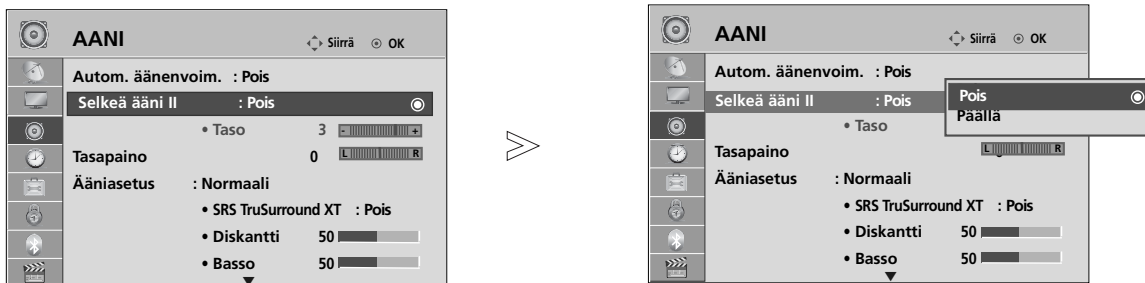 AANI Siirrä OK
Autom. äänenvoim. : Pois
Selkeä ääni II : Pois
• Taso 3 - +
Tasapaino 0 L R
Ääniasetus : Normaali
• SRS TruSurround XT : Pois
• Diskantti 50
• Basso 50
AANI Siirrä OK
Autom. äänenvoim. : Pois
Selkeä ääni II : Pois
Pois
Päällä
• Taso
Tasapaino L R
Ääniasetus : Normaali
• SRS TruSurround XT : Pois
• Diskantti 50
• Basso 50